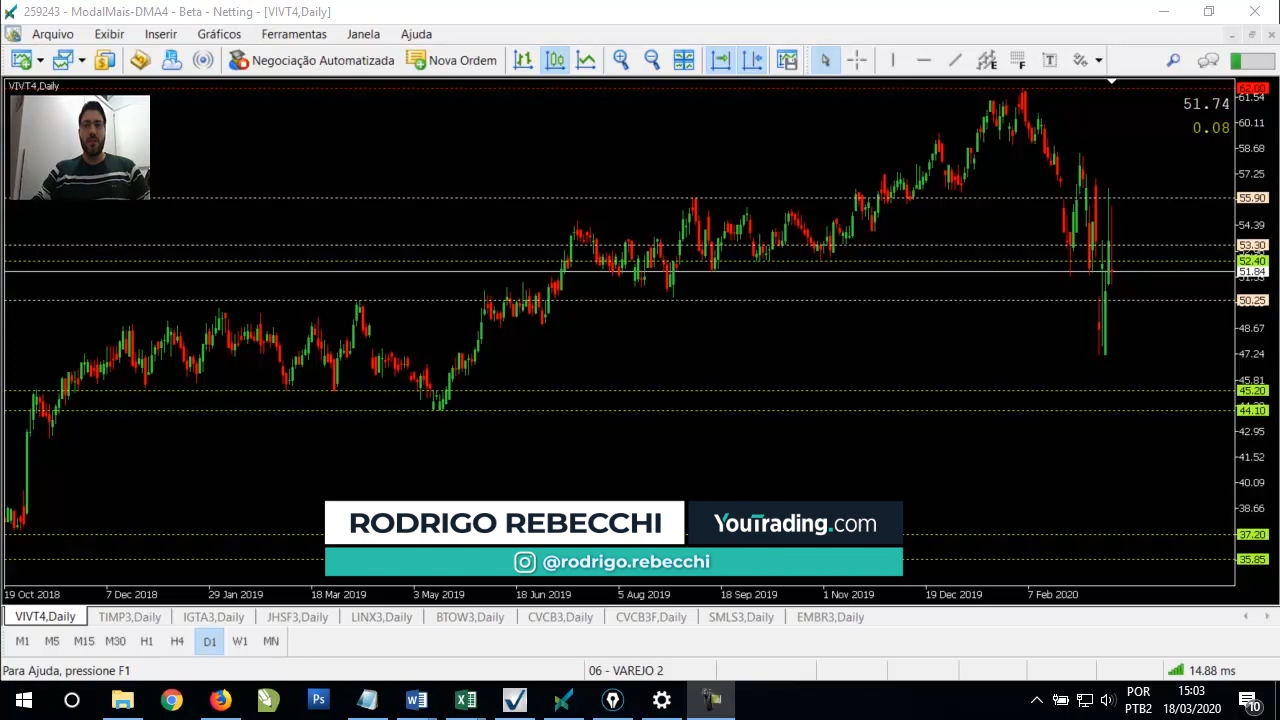 259243 - ModalMais-DMA4 - Beta - Netting - [VIVT4,Daily]
Arquivo Exibir Inserir Gráficos Ferramentas Janela Ajuda
Negociação Automatizada Nova Ordem
VIVT4,Daily
51.74
0.08
62.00
61.54
60.11
58.68
57.25
55.90
54.39
53.30
52.40
51.84
50.25
48.67
47.24
45.81
45.20
44.10
42.95
41.52
40.09
38.66
37.20
35.85
RODRIGO REBECCHI
YouTrading.com
@rodrigo.rebecchi
19 Oct 2018 7 Dec 2018 29 Jan 2019 18 Mar 2019 3 May 2019 18 Jun 2019 5 Aug 2019 18 Sep 2019 1 Nov 2019 19 Dec 2019 7 Feb 2020
VIVT4,Daily TIMP3,Daily IGTA3,Daily JHSF3,Daily LINX3,Daily BTOW3,Daily CVCB3,Daily CVCB3F,Daily SMLS3,Daily EMBR3,Daily
M1 M5 M15 M30 H1 H4 D1 W1 MN
Para Ajuda, pressione F1 06 - VAREJO 2 14.88 ms
POR 15:03
PTB2 18/03/2020 10